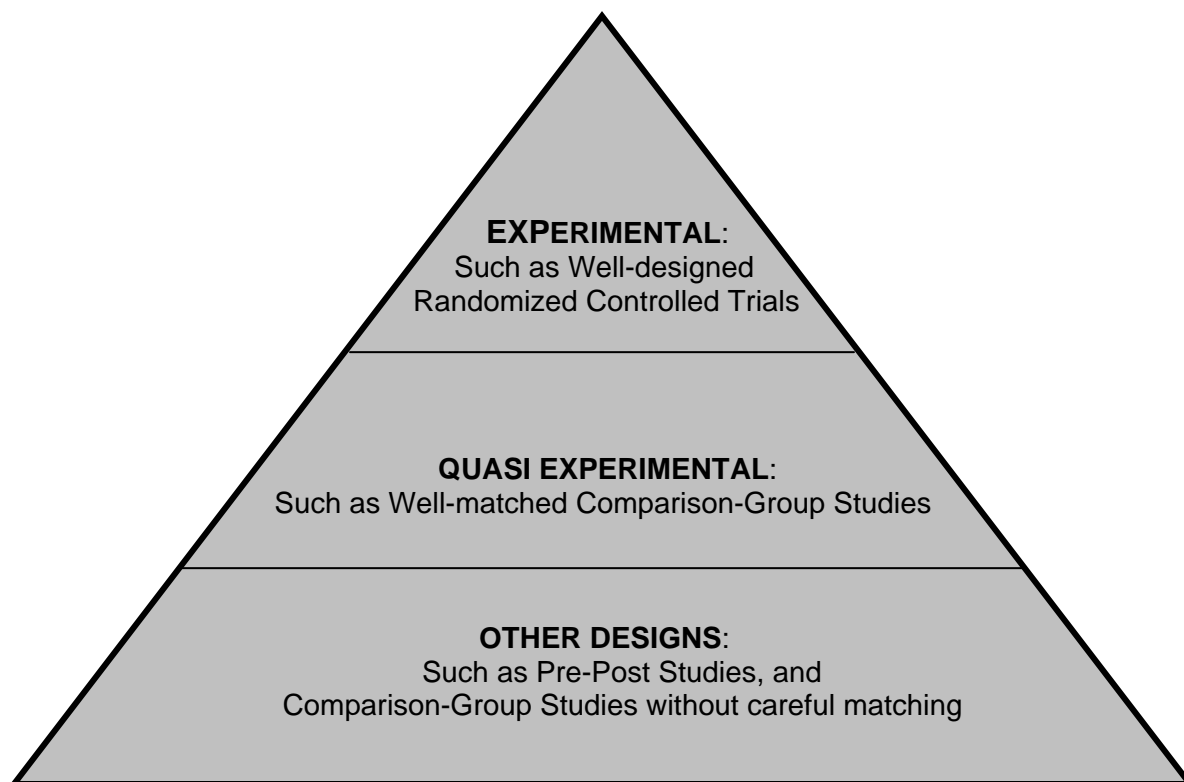 EXPERIMENTAL:
Such as Well-designed
Randomized Controlled Trials
QUASI EXPERIMENTAL:
Such as Well-matched Comparison-Group Studies
OTHER DESIGNS:
Such as Pre-Post Studies, and
Comparison-Group Studies without careful matching